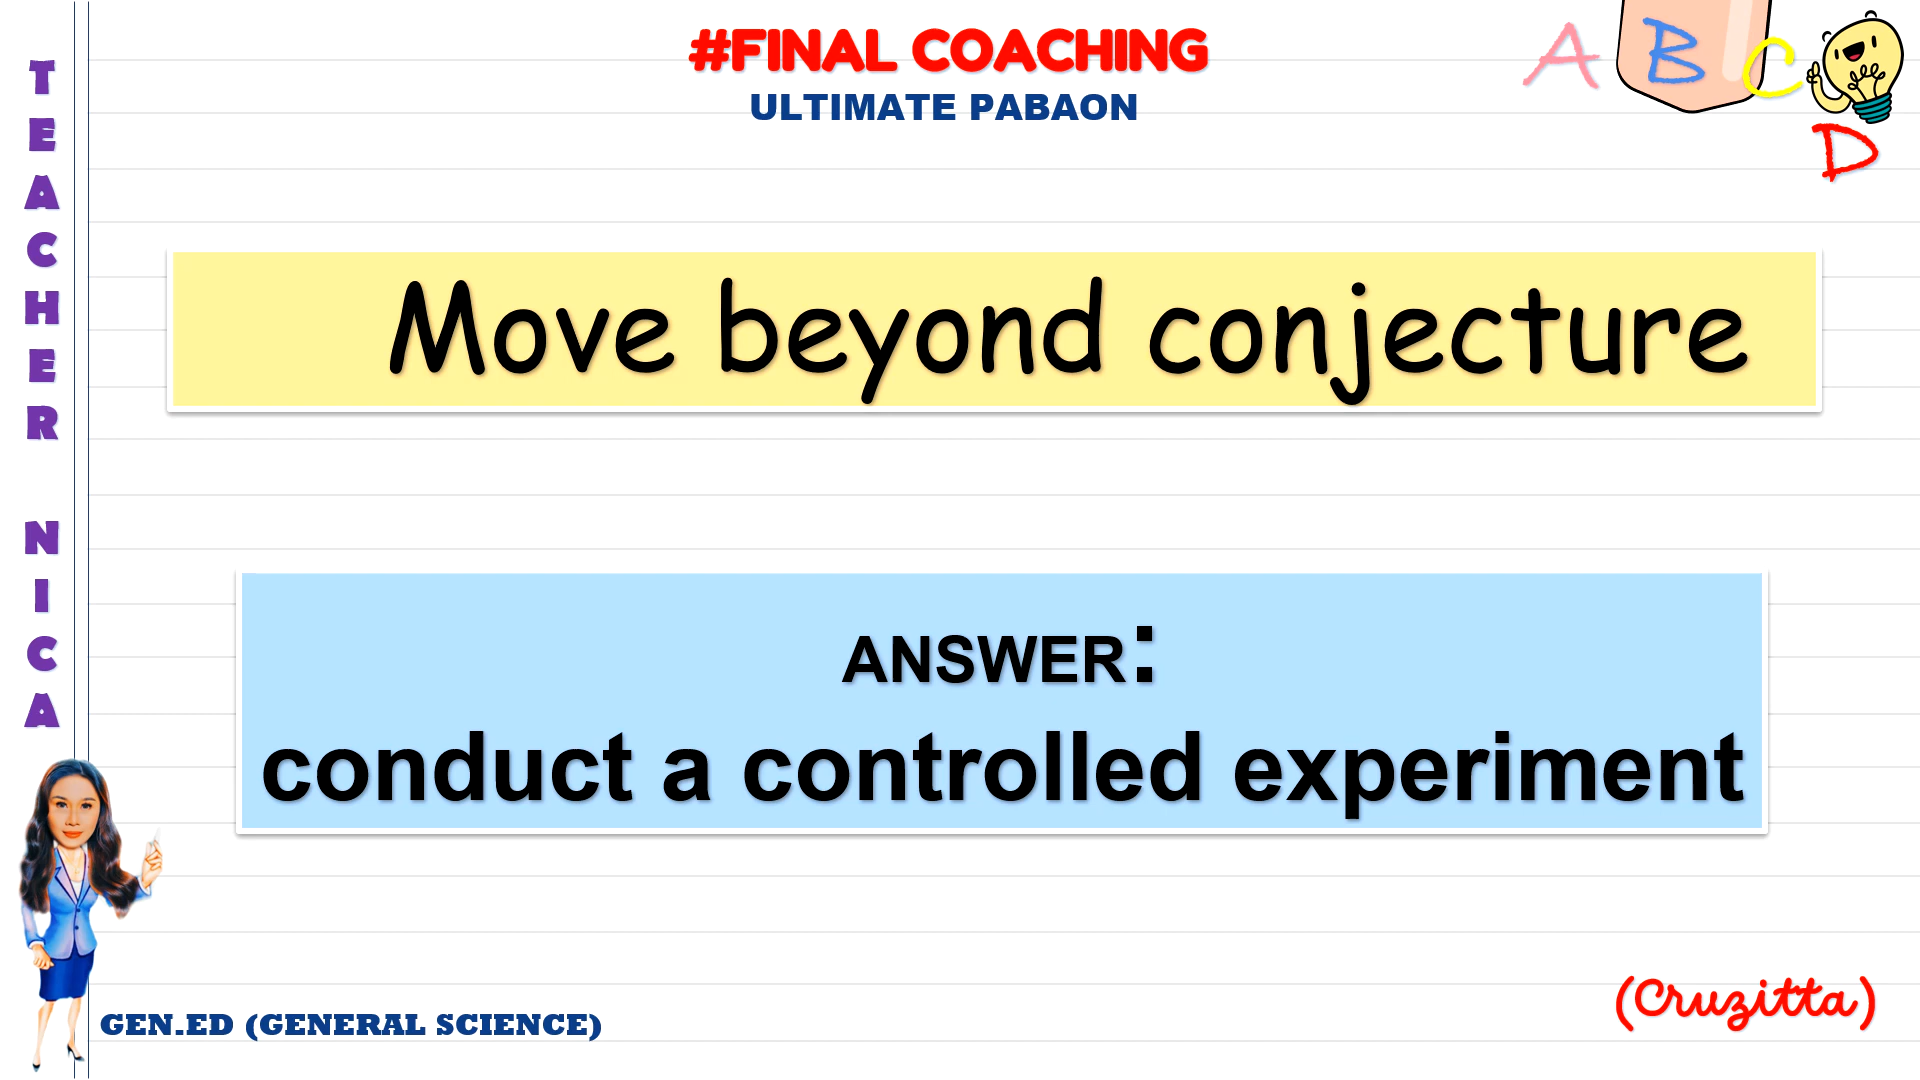 #FINAL COACHING
ULTIMATE PABAON
A B C
D
TEACHER NICA
Move beyond conjecture
ANSWER:
conduct a controlled experiment
GEN.ED (GENERAL SCIENCE)
(Cruzitta)